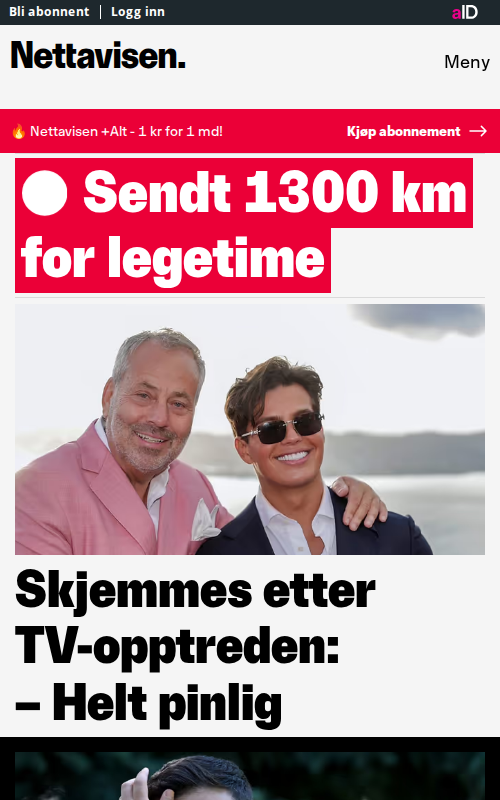 Bli abonnent | Logg inn
aID
Nettavisen.
Meny
🔥 Nettavisen +Alt - 1 kr for 1 md!
Kjøp abonnement →
Sendt 1300 km
for legetime
Skjemmes etter
TV-opptreden:
– Helt pinlig